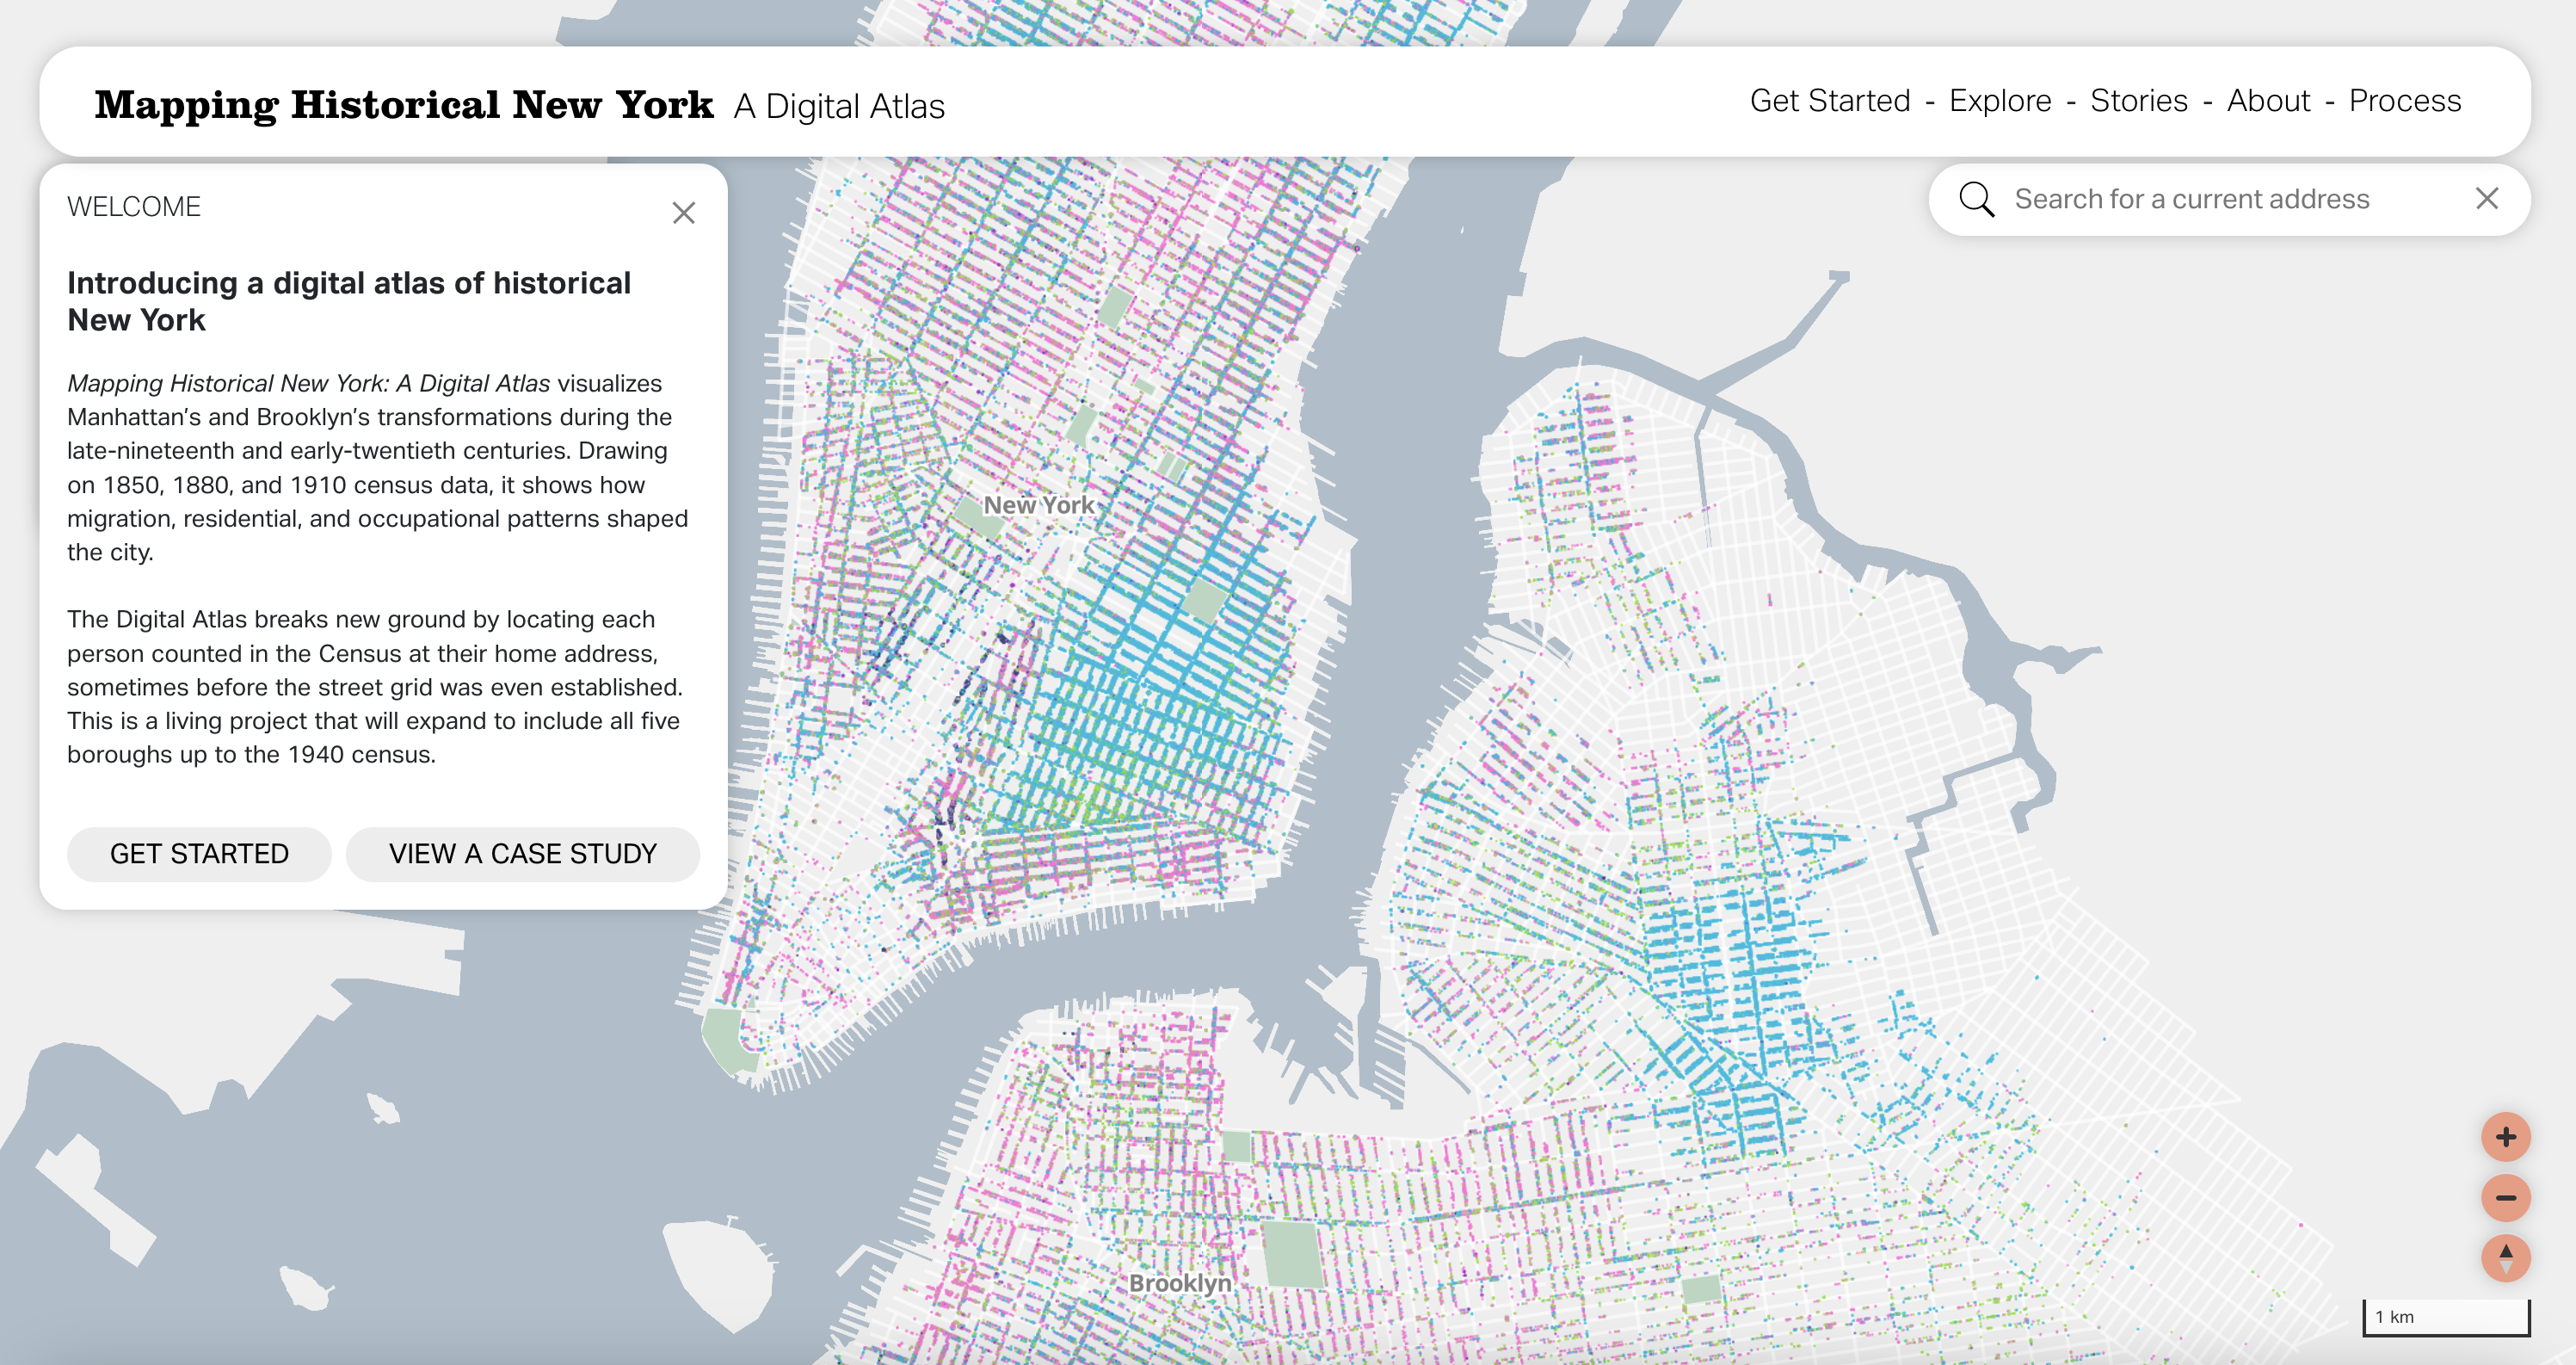 Mapping Historical New York A Digital Atlas
Get Started - Explore - Stories - About - Process
WELCOME
Introducing a digital atlas of historical
New York
Mapping Historical New York: A Digital Atlas visualizes
Manhattan’s and Brooklyn’s transformations during the
late-nineteenth and early-twentieth centuries. Drawing
on 1850, 1880, and 1910 census data, it shows how
migration, residential, and occupational patterns shaped
the city.
The Digital Atlas breaks new ground by locating each
person counted in the Census at their home address,
sometimes before the street grid was even established.
This is a living project that will expand to include all five
boroughs up to the 1940 census.
GET STARTED
VIEW A CASE STUDY
Search for a current address
New York
Brooklyn
1 km